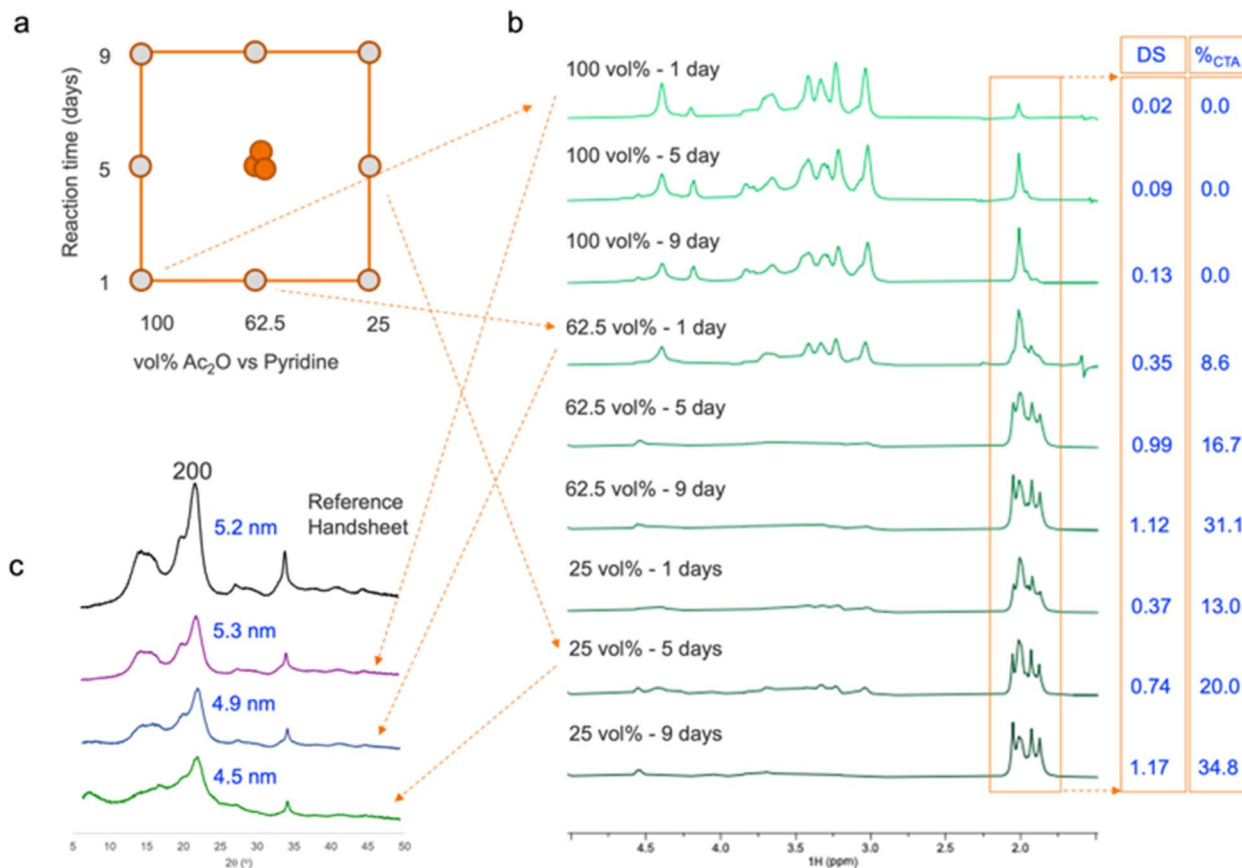 a
9
5
1
Reaction time (days)
100
62.5
25
vol% Ac₂O vs Pyridine
b
DS
%CTA
100 vol% - 1 day
0.02
0.0
100 vol% - 5 day
0.09
0.0
100 vol% - 9 day
0.13
0.0
62.5 vol% - 1 day
0.35
8.6
62.5 vol% - 5 day
0.99
16.7
62.5 vol% - 9 day
1.12
31.1
25 vol% - 1 days
0.37
13.0
25 vol% - 5 days
0.74
20.0
25 vol% - 9 days
1.17
34.8
4.5
4.0
3.5
3.0
2.5
2.0
1H (ppm)
c
200
Reference
Handsheet
5.2 nm
5.3 nm
4.9 nm
4.5 nm
5
10
15
20
25
30
35
40
45
50
2θ (°)